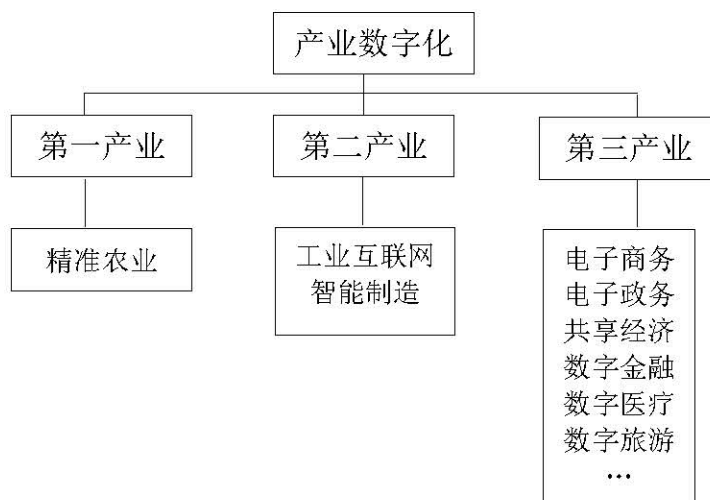 产业数字化
第一产业
第二产业
第三产业
精准农业
工业互联网
智能制造
电子商务
电子政务
共享经济
数字金融
数字医疗
数字旅游
…